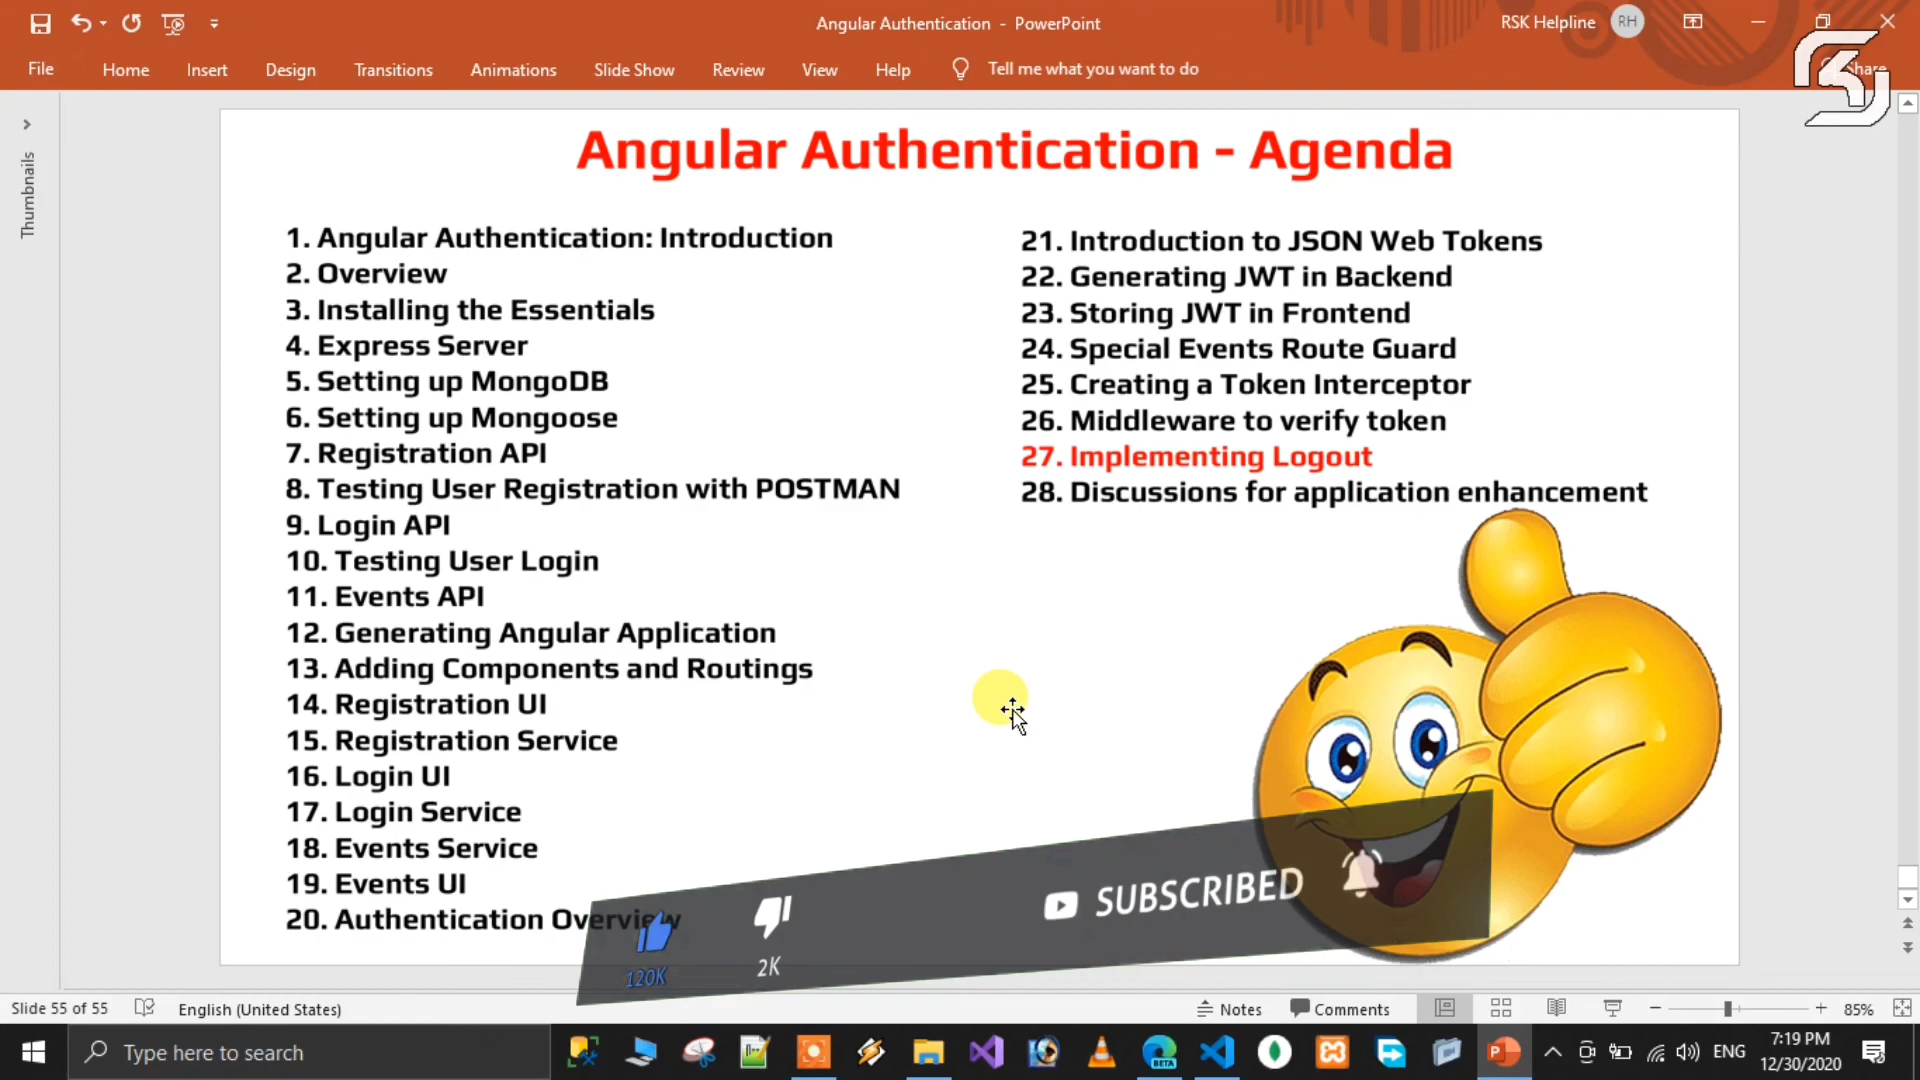 Angular Authentication - PowerPoint
RSK Helpline
RH
File
Home
Insert
Design
Transitions
Animations
Slide Show
Review
View
Help
Tell me what you want to do
Share
Thumbnails
Angular Authentication - Agenda
1. Angular Authentication: Introduction
2. Overview
3. Installing the Essentials
4. Express Server
5. Setting up MongoDB
6. Setting up Mongoose
7. Registration API
8. Testing User Registration with POSTMAN
9. Login API
10. Testing User Login
11. Events API
12. Generating Angular Application
13. Adding Components and Routings
14. Registration UI
15. Registration Service
16. Login UI
17. Login Service
18. Events Service
19. Events UI
20. Authentication Overview
21. Introduction to JSON Web Tokens
22. Generating JWT in Backend
23. Storing JWT in Frontend
24. Special Events Route Guard
25. Creating a Token Interceptor
26. Middleware to verify token
27. Implementing Logout
28. Discussions for application enhancement
120K
2K
SUBSCRIBED
Slide 55 of 55
English (United States)
Notes
Comments
85%
Type here to search
BETA
ENG
7:19 PM
12/30/2020